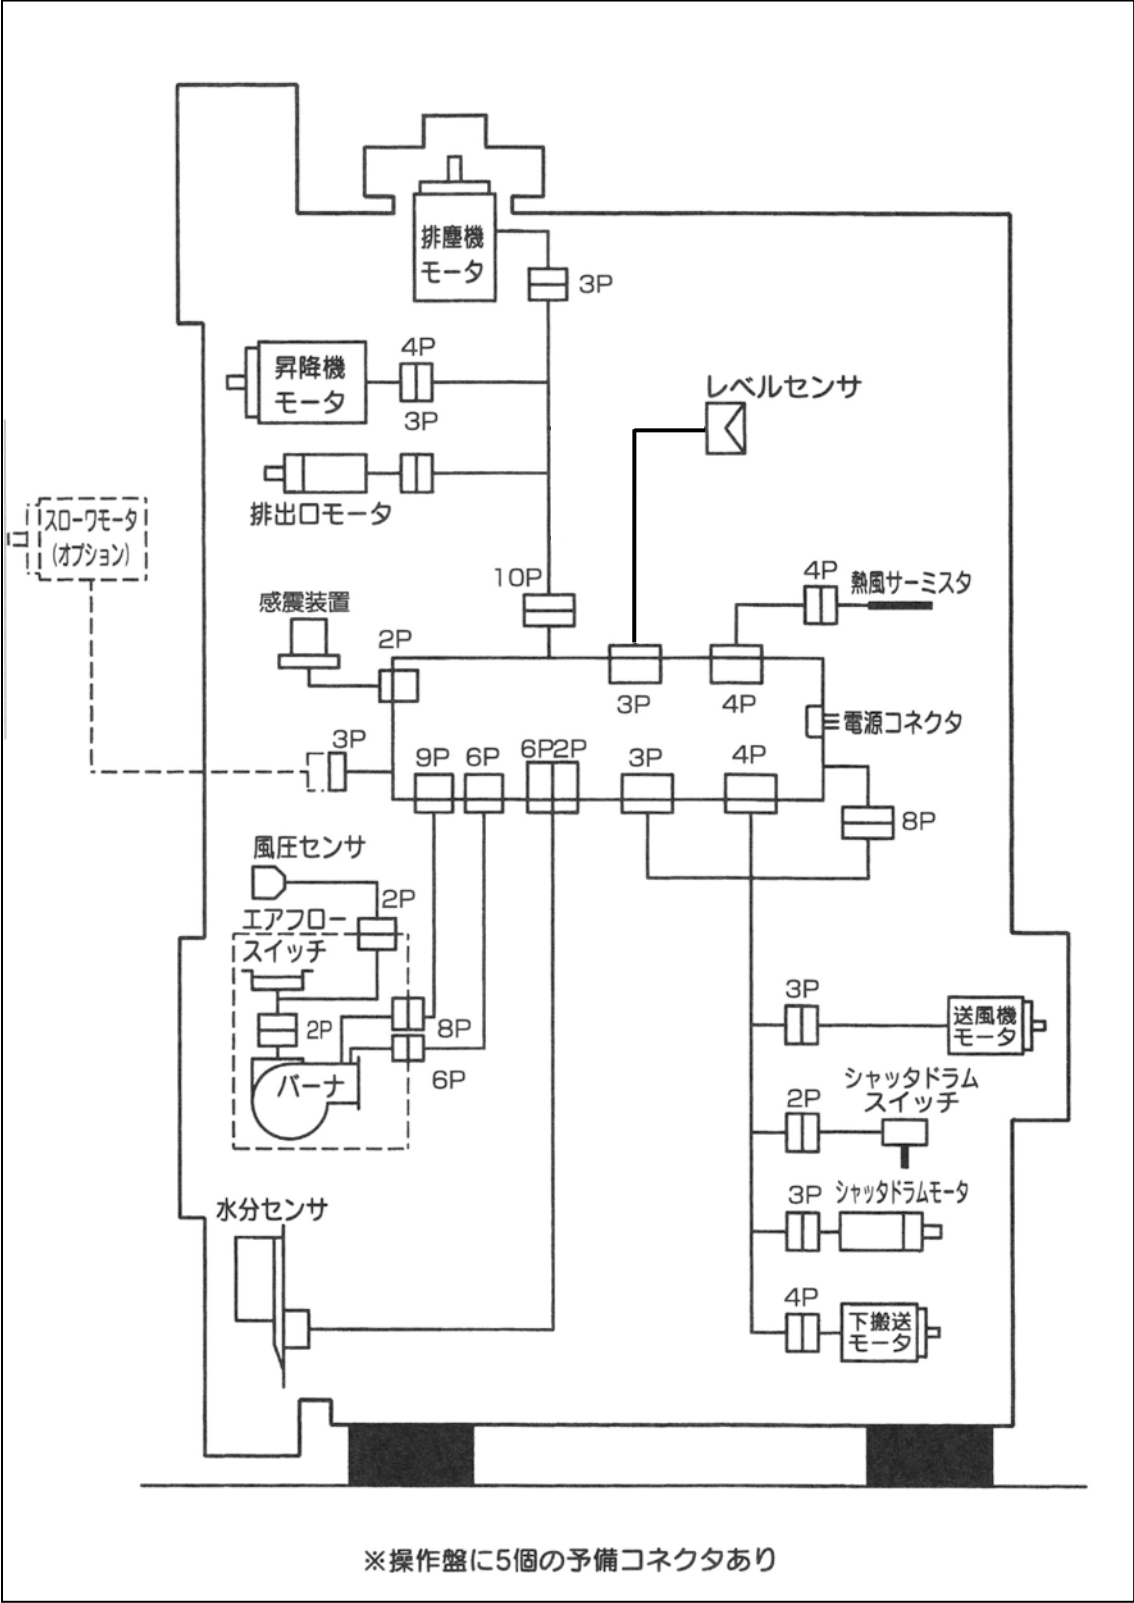 排塵機
モータ
3P
昇降機
モータ
4P
3P
レベルセンサ
排出口モータ
スローワモータ
(オプション)
10P
4P
熱風サーミスタ
感震装置
2P
3P
4P
電源コネクタ
3P
9P
6P
6P2P
3P
4P
8P
風圧センサ
2P
エアフロー
スイッチ
2P
8P
6P
バーナ
3P
送風機
モータ
シャッタドラム
スイッチ
2P
水分センサ
3P
シャッタドラムモータ
4P
下搬送
モータ
※操作盤に5個の予備コネクタあり